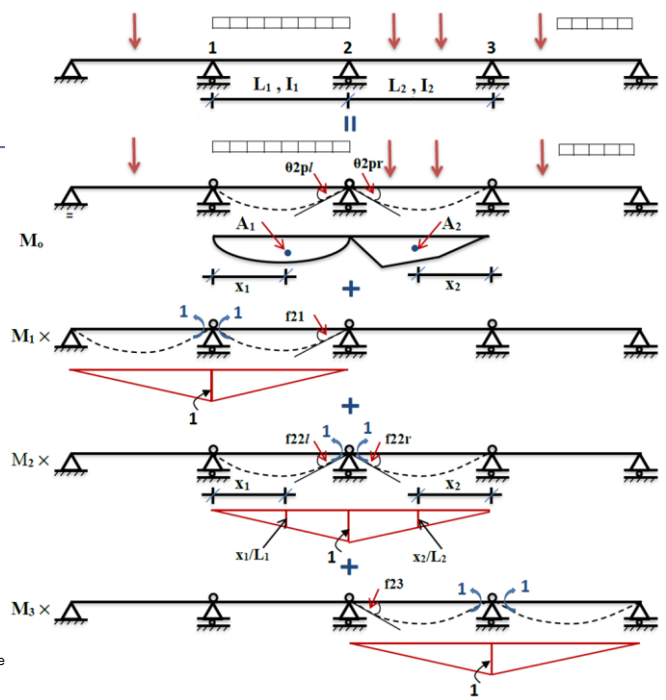 1 2 3
L₁ , I₁ L₂ , I₂
=
θ2pl θ2pr
=
A₁ A₂
Mₒ
x₁ x₂
+
1 1 f21
M₁ ×
1
+
1 1
f22l f22r
M₂ ×
x₁ x₂
x₁/L₁ 1 x₂/L₂
+
f23 1 1
M₃ ×
e
1